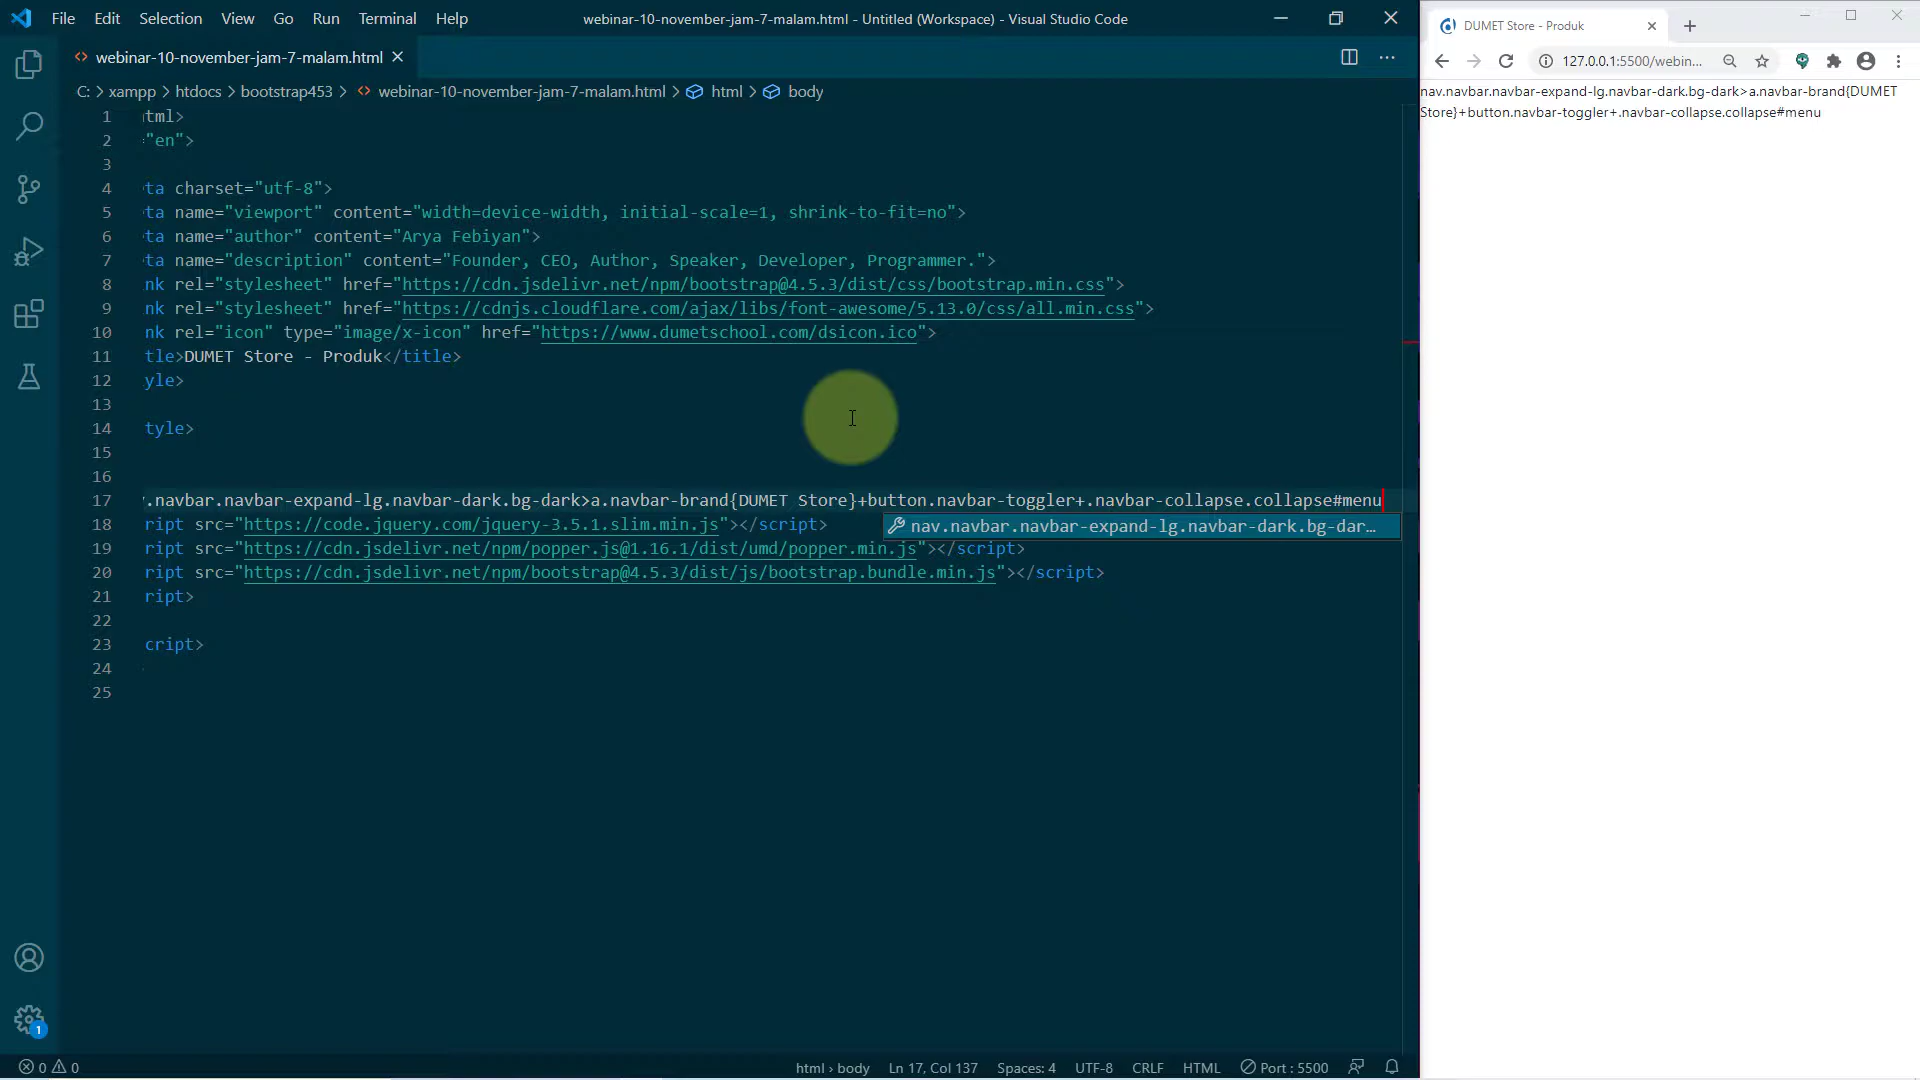 File Edit Selection View Go Run Terminal Help
webinar-10-november-jam-7-malam.html - Untitled (Workspace) - Visual Studio Code
webinar-10-november-jam-7-malam.html
C: > xampp > htdocs > bootstrap453 > webinar-10-november-jam-7-malam.html > html > body
1 tml>
2 "en">
3
4 ta charset="utf-8">
5 ta name="viewport" content="width=device-width, initial-scale=1, shrink-to-fit=no">
6 ta name="author" content="Arya Febiyan">
7 ta name="description" content="Founder, CEO, Author, Speaker, Developer, Programmer.">
8 nk rel="stylesheet" href="https://cdn.jsdelivr.net/npm/bootstrap@4.5.3/dist/css/bootstrap.min.css">
9 nk rel="stylesheet" href="https://cdnjs.cloudflare.com/ajax/libs/font-awesome/5.13.0/css/all.min.css">
10 nk rel="icon" type="image/x-icon" href="https://www.dumetschool.com/dsicon.ico">
11 tle>DUMET Store - Produk</title>
12 yle>
13
14 tyle>
15
16
17 .navbar.navbar-expand-lg.navbar-dark.bg-dark>a.navbar-brand{DUMET Store}+button.navbar-toggler+.navbar-collapse.collapse#menu
18 ript src="https://code.jquery.com/jquery-3.5.1.slim.min.js"></script>
nav.navbar.navbar-expand-lg.navbar-dark.bg-dar...
19 ript src="https://cdn.jsdelivr.net/npm/popper.js@1.16.1/dist/umd/popper.min.js"></script>
20 ript src="https://cdn.jsdelivr.net/npm/bootstrap@4.5.3/dist/js/bootstrap.bundle.min.js"></script>
21 ript>
22
23 cript>
24
25
1
0 0
html > body Ln 17, Col 137 Spaces: 4 UTF-8 CRLF HTML Port : 5500
DUMET Store - Produk
127.0.0.1:5500/webin...
nav.navbar.navbar-expand-lg.navbar-dark.bg-dark>a.navbar-brand{DUMET
Store}+button.navbar-toggler+.navbar-collapse.collapse#menu